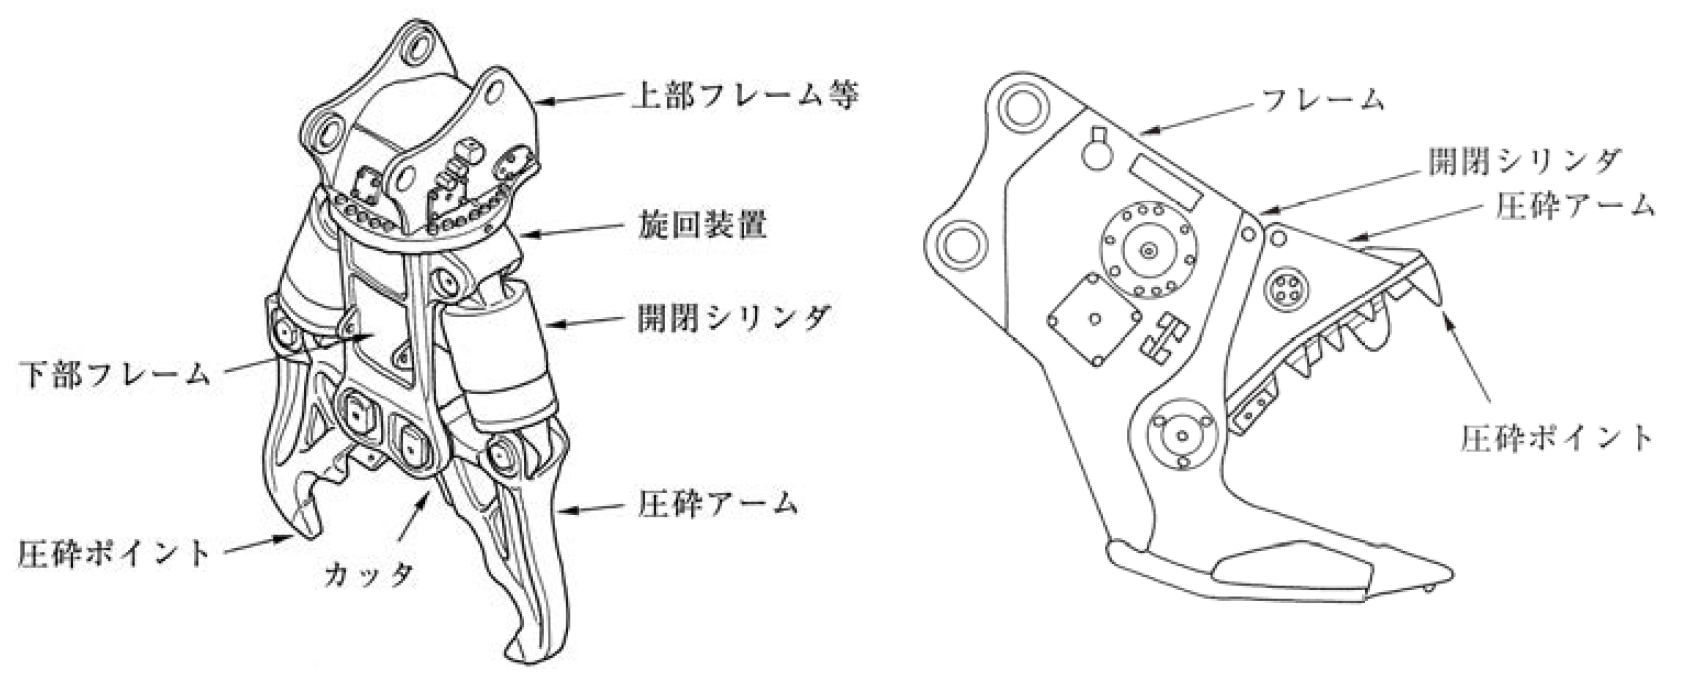 上部フレーム等
旋回装置
開閉シリンダ
下部フレーム
圧砕アーム
圧砕ポイント
カッタ
フレーム
開閉シリンダ
圧砕アーム
圧砕ポイント